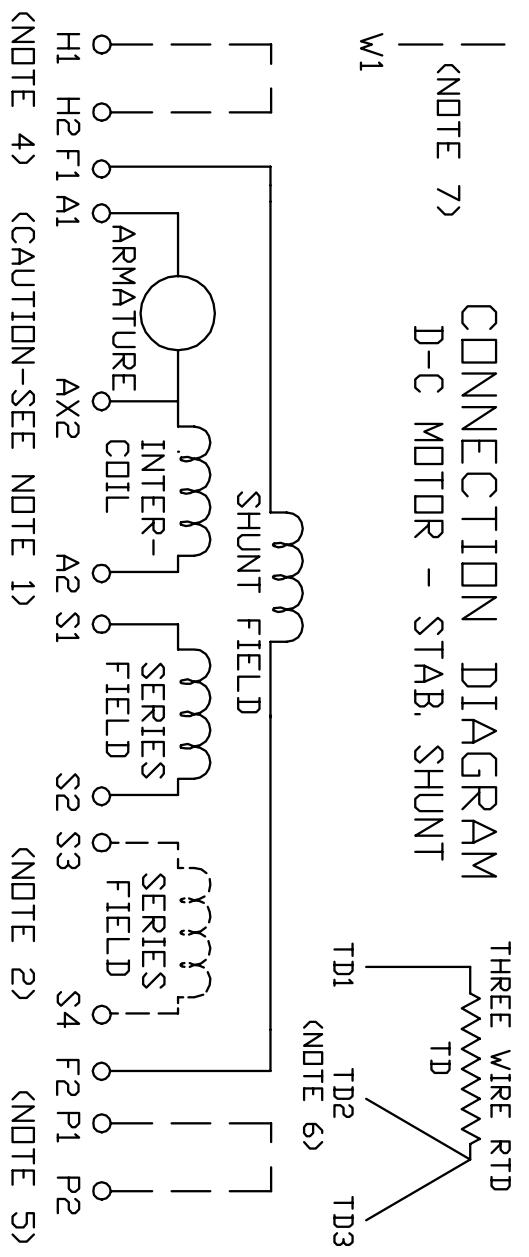 CONNECTION DIAGRAM
D-C MOTOR - STAB. SHUNT
(NOTE 7)
W1
THREE WIRE RTD
TD
TD1 TD2 TD3
(NOTE 6)
SHUNT FIELD
ARMATURE
INTER-
COIL
SERIES
FIELD
SERIES
FIELD
H1 H2 F1 A1 AX2 A2 S1 S2 S3 S4 F2 P1 P2
(NOTE 4) (CAUTION-SEE NOTE 1) (NOTE 2) (NOTE 5)